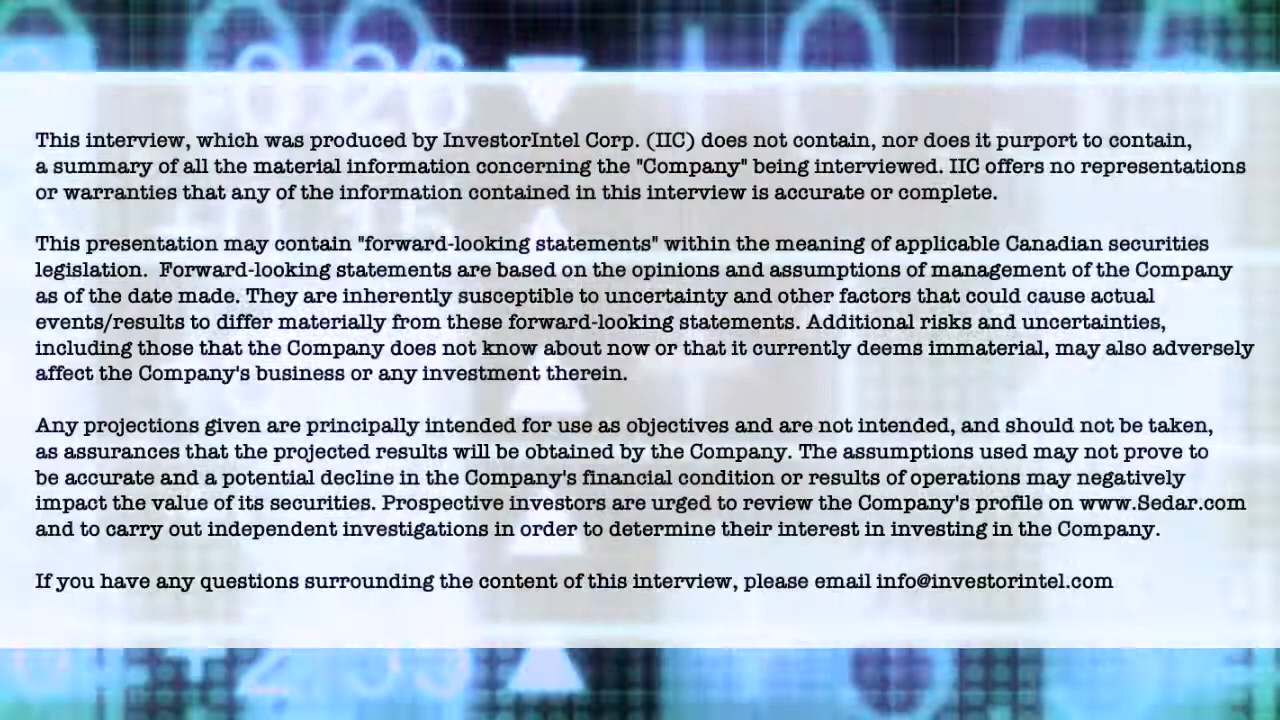 0.26 ▼
This interview, which was produced by InvestorIntel Corp. (IIC) does not contain, nor does it purport to contain,
a summary of all the material information concerning the "Company" being interviewed. IIC offers no representations
or warranties that any of the information contained in this interview is accurate or complete.
This presentation may contain "forward-looking statements" within the meaning of applicable Canadian securities
legislation.  Forward-looking statements are based on the opinions and assumptions of management of the Company
as of the date made. They are inherently susceptible to uncertainty and other factors that could cause actual
events/results to differ materially from these forward-looking statements. Additional risks and uncertainties,
including those that the Company does not know about now or that it currently deems immaterial, may also adversely
affect the Company's business or any investment therein.
Any projections given are principally intended for use as objectives and are not intended, and should not be taken,
as assurances that the projected results will be obtained by the Company. The assumptions used may not prove to
be accurate and a potential decline in the Company's financial condition or results of operations may negatively
impact the value of its securities. Prospective investors are urged to review the Company's profile on www.Sedar.com
and to carry out independent investigations in order to determine their interest in investing in the Company.
If you have any questions surrounding the content of this interview, please email info@investorintel.com